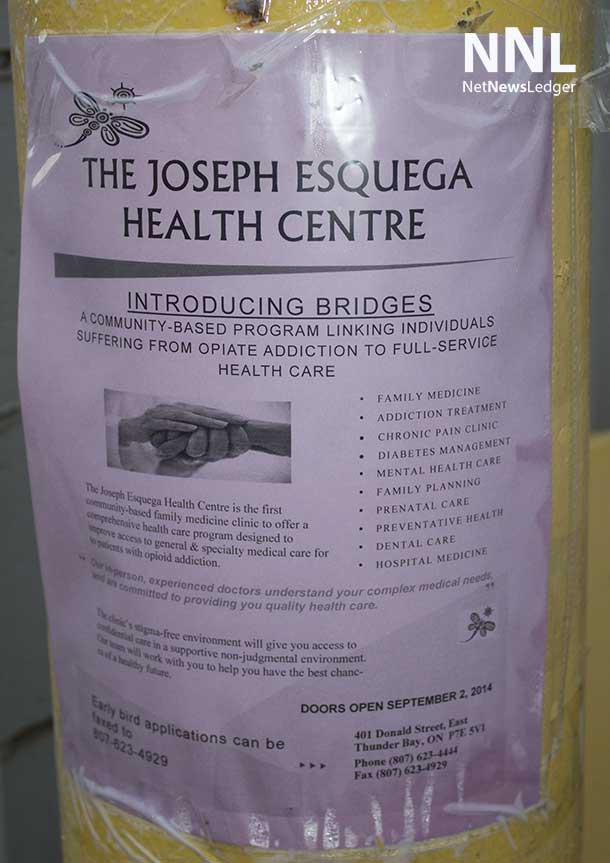 NNL
NetNewsLedger
THE JOSEPH ESQUEGA
HEALTH CENTRE
INTRODUCING BRIDGES
A COMMUNITY-BASED PROGRAM LINKING INDIVIDUALS
SUFFERING FROM OPIATE ADDICTION TO FULL-SERVICE
HEALTH CARE
• FAMILY MEDICINE
• ADDICTION TREATMENT
• CHRONIC PAIN CLINIC
• DIABETES MANAGEMENT
• MENTAL HEALTH CARE
• FAMILY PLANNING
• PRENATAL CARE
• PREVENTATIVE HEALTH
• DENTAL CARE
• HOSPITAL MEDICINE
The Joseph Esquega Health Centre is the first
community-based family medicine clinic to offer a
comprehensive health care program designed to
improve access to general & specialty medical care for
to patients with opioid addiction.
" Our in-person, experienced doctors understand your complex medical needs,
and are committed to providing you quality health care. "
The clinic's stigma-free environment will give you access to
confidential care in a supportive non-judgmental environment.
Our team will work with you to help you have the best chanc-
es of a healthy future.
DOORS OPEN SEPTEMBER 2, 2014
Early bird applications can be
faxed to
807-623-4929
401 Donald Street, East
Thunder Bay, ON P7E 5V1
Phone (807) 623-4444
Fax (807) 623-4929